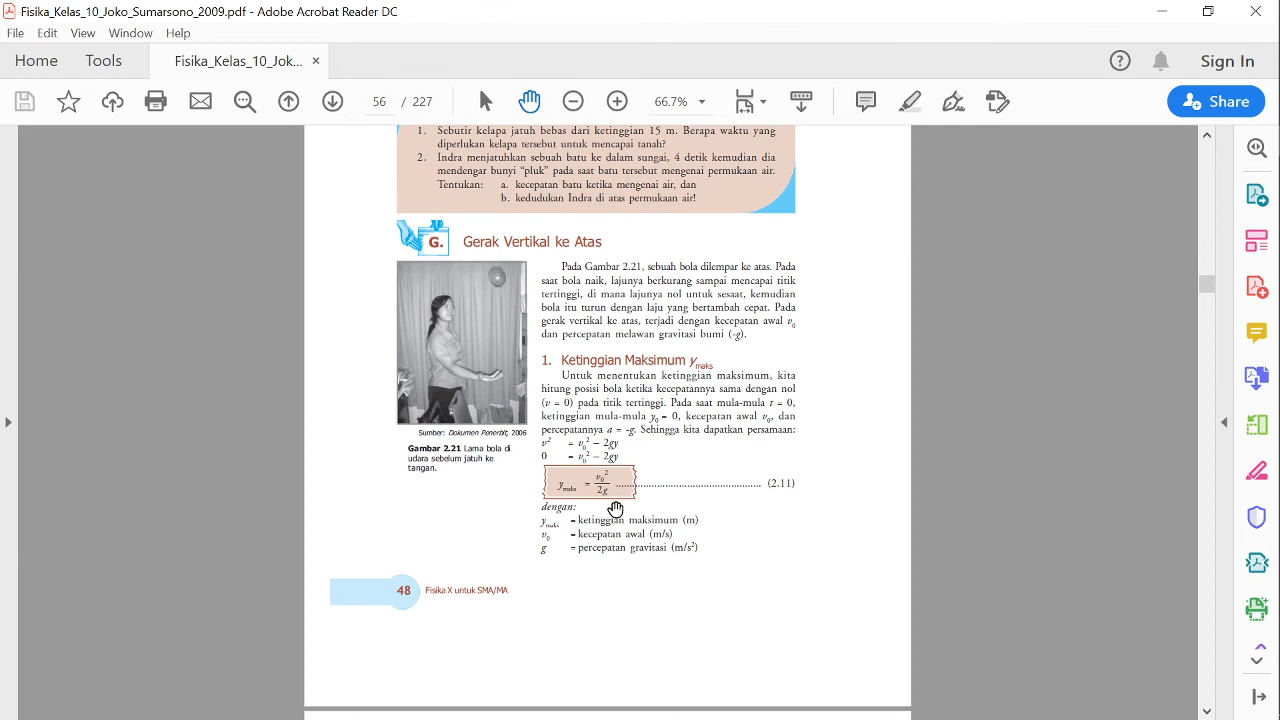 Fisika_Kelas_10_Joko_Sumarsono_2009.pdf - Adobe Acrobat Reader DC
File Edit View Window Help
Home Tools Fisika_Kelas_10_Jok... × Sign In
56 / 227 66.7% Share
1. Sebutir kelapa jatuh bebas dari ketinggian 15 m. Berapa waktu yang
diperlukan kelapa tersebut untuk mencapai tanah?
2. Indra menjatuhkan sebuah batu ke dalam sungai, 4 detik kemudian dia
mendengar bunyi “pluk” pada saat batu tersebut mengenai permukaan air.
Tentukan: a. kecepatan batu ketika mengenai air, dan
b. kedudukan Indra di atas permukaan air!
G. Gerak Vertikal ke Atas
Pada Gambar 2.21, sebuah bola dilempar ke atas. Pada
saat bola naik, lajunya berkurang sampai mencapai titik
tertinggi, di mana lajunya nol untuk sesaat, kemudian
bola itu turun dengan laju yang bertambah cepat. Pada
gerak vertikal ke atas, terjadi dengan kecepatan awal v₀
dan percepatan melawan gravitasi bumi (-g).
Sumber: Dokumen Penerbit, 2006
Gambar 2.21 Lama bola di
udara sebelum jatuh ke
tangan.
1. Ketinggian Maksimum y maks
Untuk menentukan ketinggian maksimum, kita
hitung posisi bola ketika kecepatannya sama dengan nol
(v = 0) pada titik tertinggi. Pada saat mula-mula t = 0,
ketinggian mula-mula y₀ = 0, kecepatan awal v₀, dan
percepatannya a = -g. Sehingga kita dapatkan persamaan:
v² = v₀² – 2gy
0 = v₀² – 2gy
y maks = v₀² / 2g ................................................ (2.11)
dengan:
y maks = ketinggian maksimum (m)
v₀ = kecepatan awal (m/s)
g = percepatan gravitasi (m/s²)
48 Fisika X untuk SMA/MA